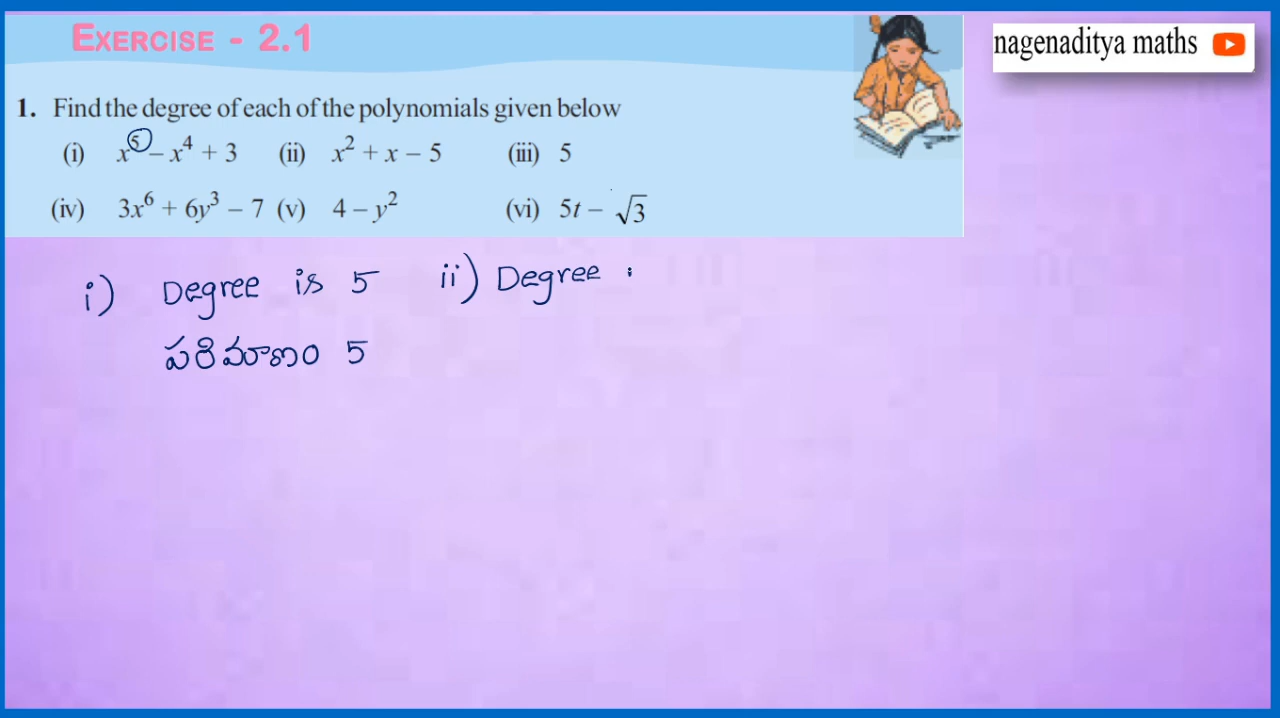 EXERCISE - 2.1
nagenaditya maths
1. Find the degree of each of the polynomials given below
(i) x⁵ – x⁴ + 3 (ii) x² + x – 5 (iii) 5
(iv) 3x⁶ + 6y³ – 7 (v) 4 – y² (vi) 5t – √3
i) Degree is 5 ii) Degree
పరిమాణం 5